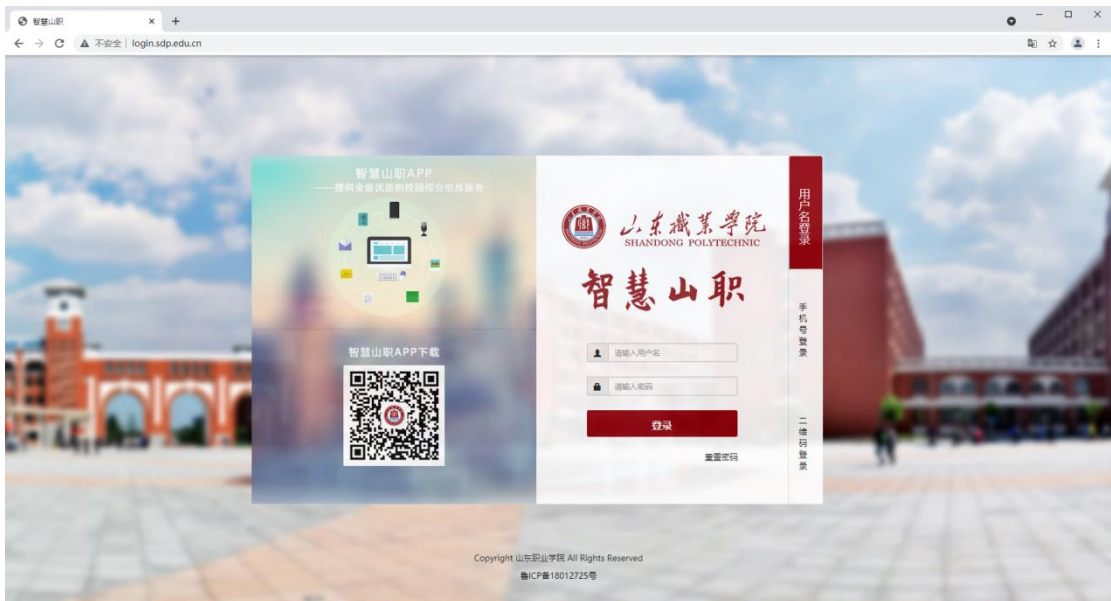 智慧山职
不安全 | login.sdp.edu.cn
智慧山职APP
——提供全面优质的校园综合信息服务
智慧山职APP下载
山东职业学院
SHANDONG POLYTECHNIC
智慧山职
请输入用户名
请输入密码
登录
重置密码
用户名登录
手机号登录
二维码登录
Copyright 山东职业学院 All Rights Reserved
鲁ICP备18012725号